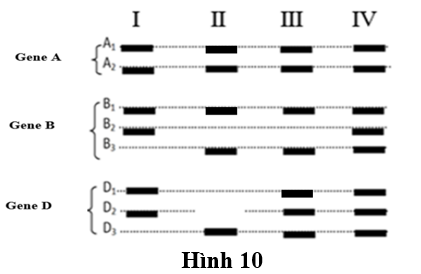 I II III IV
Gene A
A₁
A₂
Gene B
B₁
B₂
B₃
Gene D
D₁
D₂
D₃
Hình 10